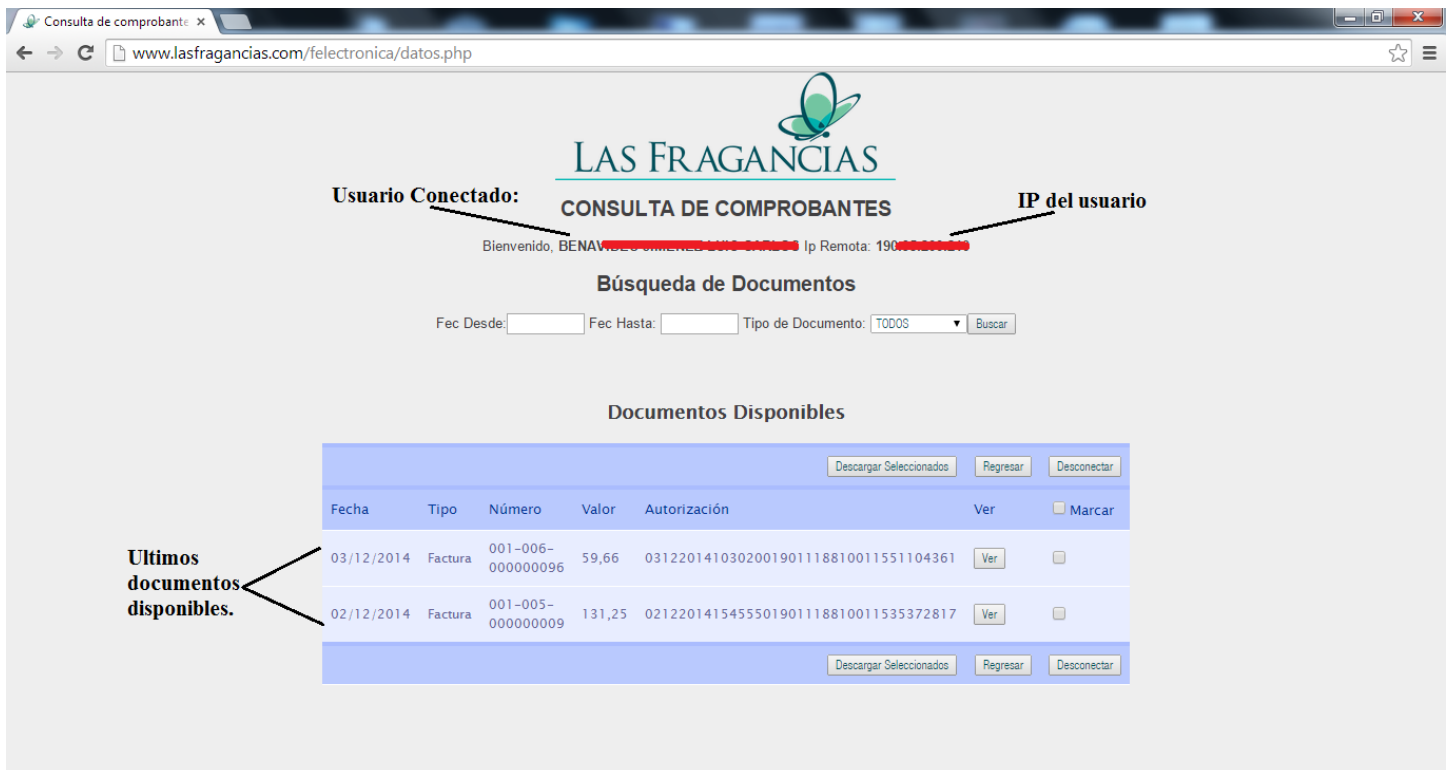 Consulta de comprobante
www.lasfragancias.com/felectronica/datos.php
LAS FRAGANCIAS
Usuario Conectado:
IP del usuario
CONSULTA DE COMPROBANTES
Bienvenido, BENAV Ip Remota: 190
Búsqueda de Documentos
Fec Desde: Fec Hasta: Tipo de Documento: TODOS Buscar
Documentos Disponibles
Descargar Seleccionados Regresar Desconectar
Fecha Tipo Número Valor Autorización Ver Marcar
Ultimos documentos disponibles.
03/12/2014 Factura 001-006-000000096 59,66 0312201410302001901118810011551104361 Ver
02/12/2014 Factura 001-005-000000009 131,25 0212201415455501901118810011535372817 Ver
Descargar Seleccionados Regresar Desconectar